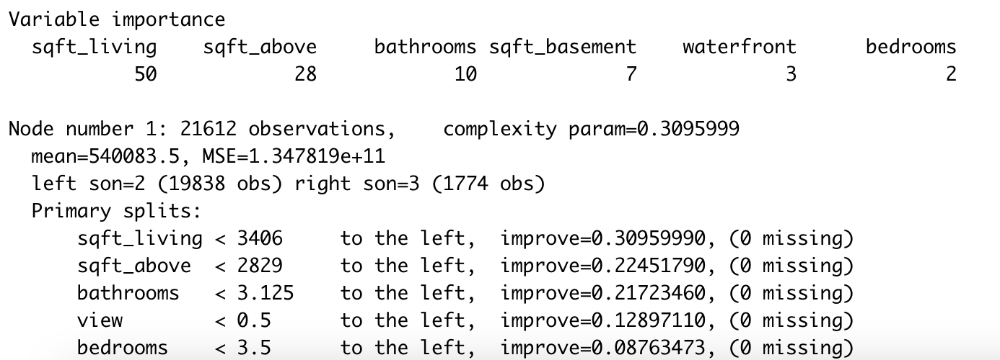 Variable importance
sqft_living sqft_above bathrooms sqft_basement waterfront bedrooms
50 28 10 7 3 2
Node number 1: 21612 observations, complexity param=0.3095999
mean=540083.5, MSE=1.347819e+11
left son=2 (19838 obs) right son=3 (1774 obs)
Primary splits:
sqft_living < 3406 to the left, improve=0.30959990, (0 missing)
sqft_above < 2829 to the left, improve=0.22451790, (0 missing)
bathrooms < 3.125 to the left, improve=0.21723460, (0 missing)
view < 0.5 to the left, improve=0.12897110, (0 missing)
bedrooms < 3.5 to the left, improve=0.08763473, (0 missing)